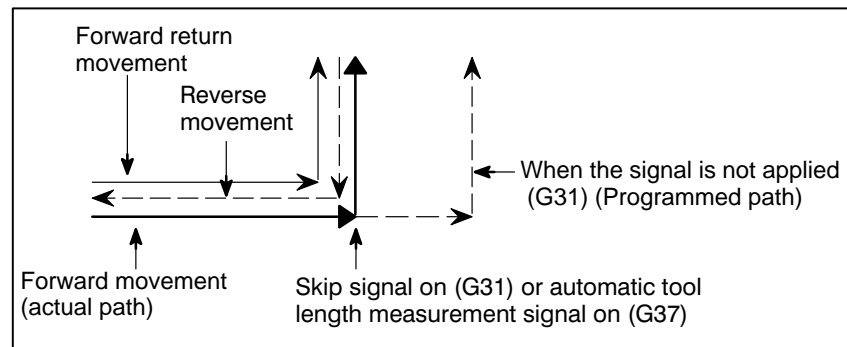 Forward return
movement
Reverse
movement
When the signal is not applied
(G31) (Programmed path)
Forward movement
(actual path)
Skip signal on (G31) or automatic tool
length measurement signal on (G37)